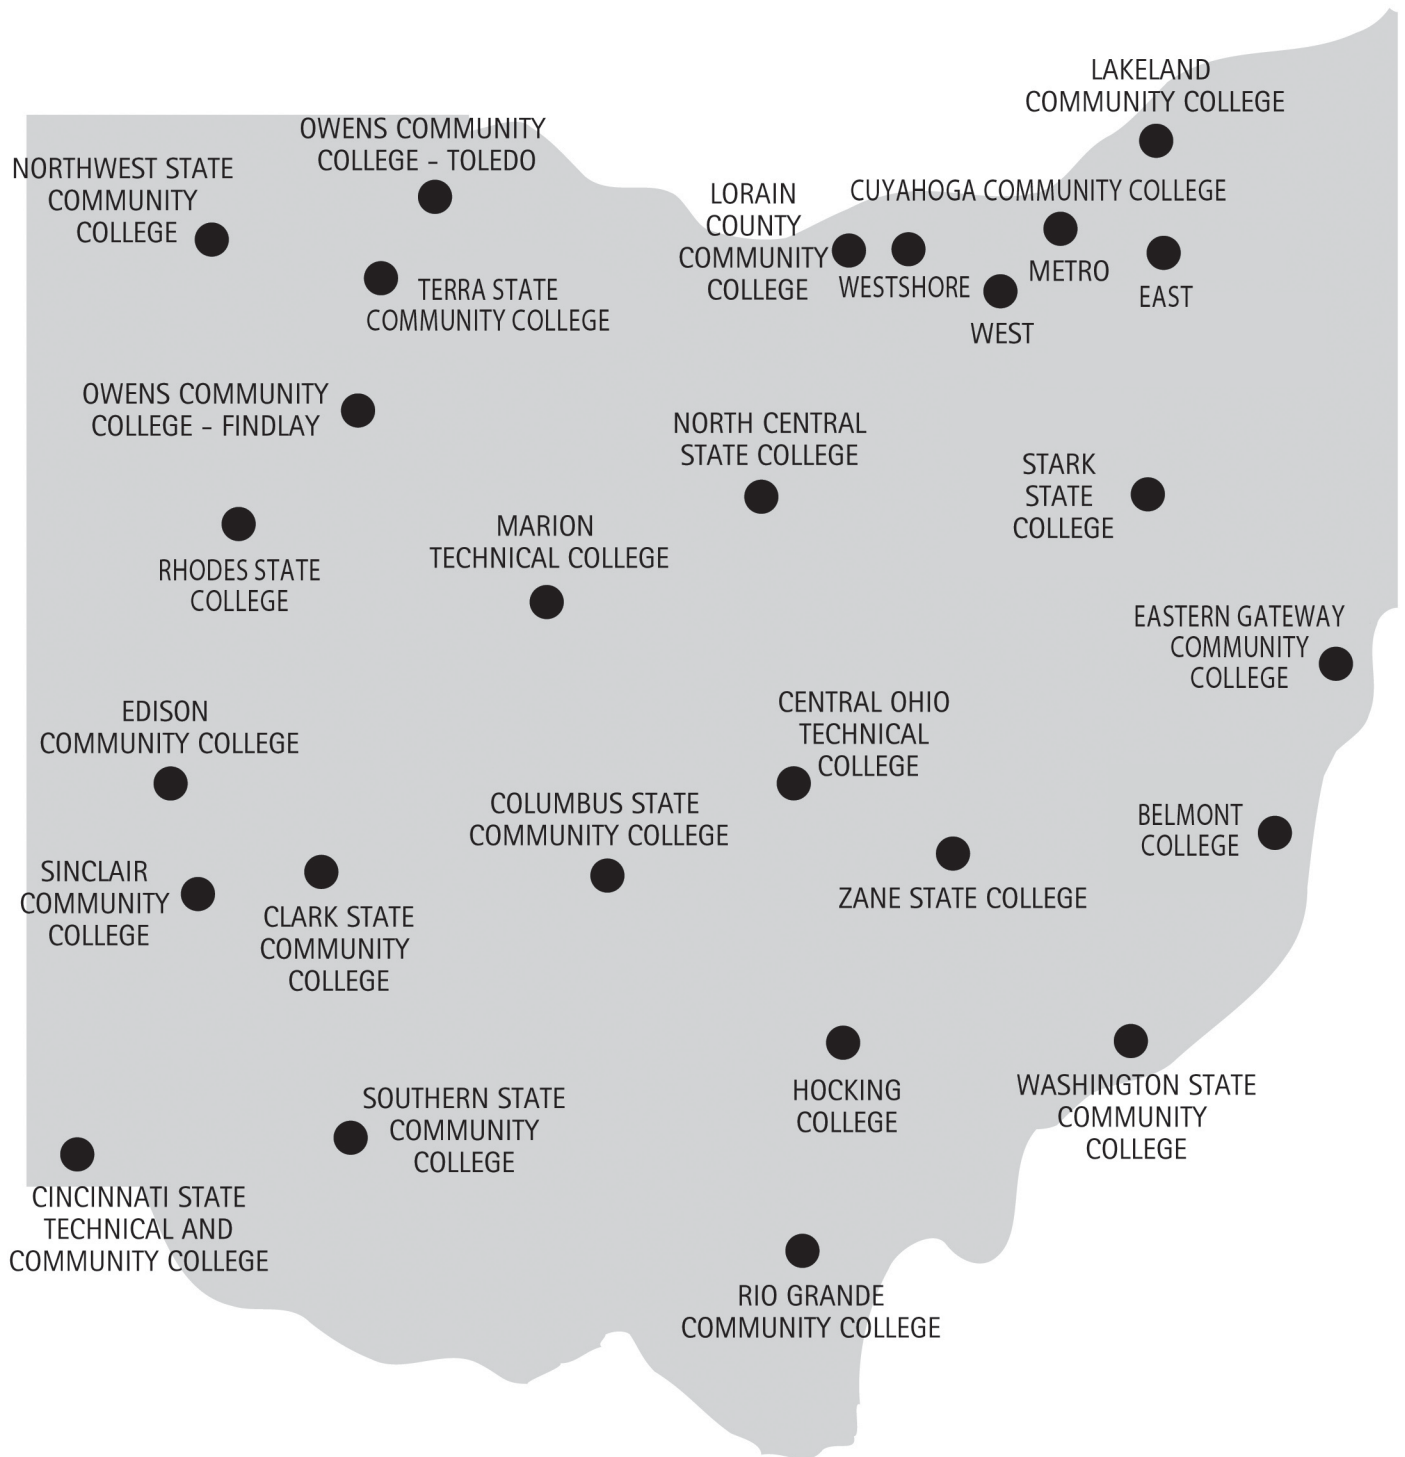 LAKELAND
COMMUNITY COLLEGE
OWENS COMMUNITY
COLLEGE - TOLEDO
NORTHWEST STATE
COMMUNITY
COLLEGE
LORAIN
COUNTY
COMMUNITY
COLLEGE
CUYAHOGA COMMUNITY COLLEGE
WESTSHORE
METRO
EAST
WEST
TERRA STATE
COMMUNITY COLLEGE
OWENS COMMUNITY
COLLEGE - FINDLAY
NORTH CENTRAL
STATE COLLEGE
STARK
STATE
COLLEGE
RHODES STATE
COLLEGE
MARION
TECHNICAL COLLEGE
EASTERN GATEWAY
COMMUNITY
COLLEGE
EDISON
COMMUNITY COLLEGE
CENTRAL OHIO
TECHNICAL
COLLEGE
COLUMBUS STATE
COMMUNITY COLLEGE
BELMONT
COLLEGE
SINCLAIR
COMMUNITY
COLLEGE
CLARK STATE
COMMUNITY
COLLEGE
ZANE STATE COLLEGE
HOCKING
COLLEGE
WASHINGTON STATE
COMMUNITY
COLLEGE
SOUTHERN STATE
COMMUNITY
COLLEGE
CINCINNATI STATE
TECHNICAL AND
COMMUNITY COLLEGE
RIO GRANDE
COMMUNITY COLLEGE